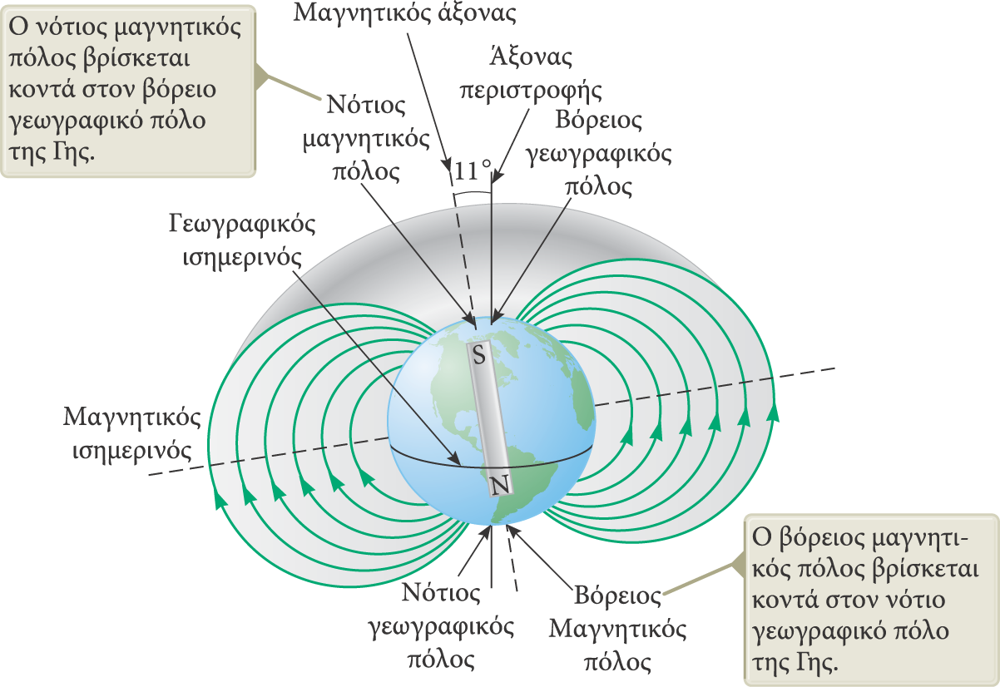 Ο νότιος μαγνητικός
πόλος βρίσκεται
κοντά στον βόρειο
γεωγραφικό πόλο
της Γης.
Μαγνητικός άξονας
Άξονας
περιστροφής
Νότιος
μαγνητικός
πόλος
Βόρειος
γεωγραφικός
πόλος
11°
Γεωγραφικός
ισημερινός
S
Μαγνητικός
ισημερινός
N
Νότιος
γεωγραφικός
πόλος
Βόρειος
Μαγνητικός
πόλος
Ο βόρειος μαγνητι-
κός πόλος βρίσκεται
κοντά στον νότιο
γεωγραφικό πόλο
της Γης.